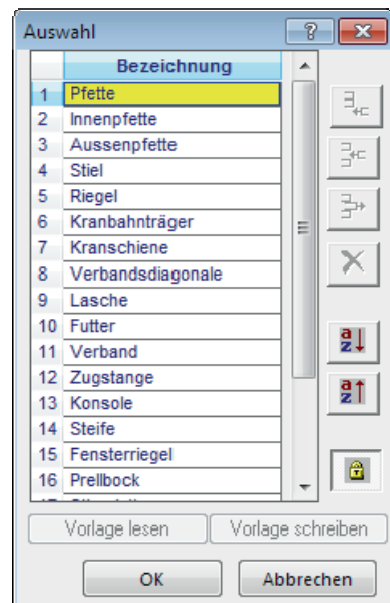 Auswahl
Bezeichnung
1 Pfette
2 Innenpfette
3 Aussenpfette
4 Stiel
5 Riegel
6 Kranbahnträger
7 Kranschiene
8 Verbandsdiagonale
9 Lasche
10 Futter
11 Verband
12 Zugstange
13 Konsole
14 Steife
15 Fensterriegel
16 Prellbock
a z
a z
Vorlage lesen Vorlage schreiben
OK Abbrechen